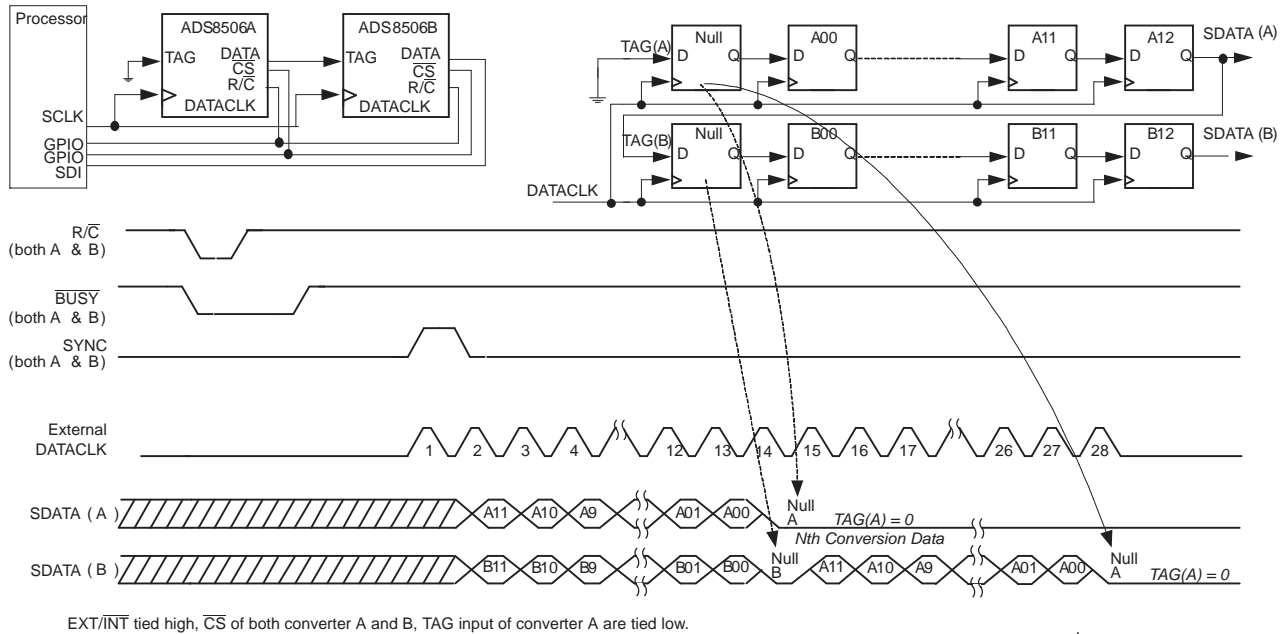 Processor
ADS8506A
ADS8506B
TAG
DATA
CS
R/C
DATACLK
TAG
DATA
CS
R/C
DATACLK
SCLK
GPIO
GPIO
SDI
Null
A00
A11
A12
SDATA (A)
TAG(A)
D
Q
D
Q
D
Q
D
Q
Null
B00
B11
B12
SDATA (B)
TAG(B)
D
Q
D
Q
D
Q
D
Q
DATACLK
R/C
(both A & B)
BUSY
(both A & B)
SYNC
(both A & B)
External
DATACLK
1 2 3 4 12 13 14 15 16 17 26 27 28
SDATA ( A )
A11 A10 A9 A01 A00
Null
A
TAG(A) = 0
Nth Conversion Data
SDATA ( B )
B11 B10 B9 B01 B00
Null
B
A11 A10 A9 A01 A00
Null
A
TAG(A) = 0
EXT/INT tied high, CS of both converter A and B, TAG input of converter A are tied low.